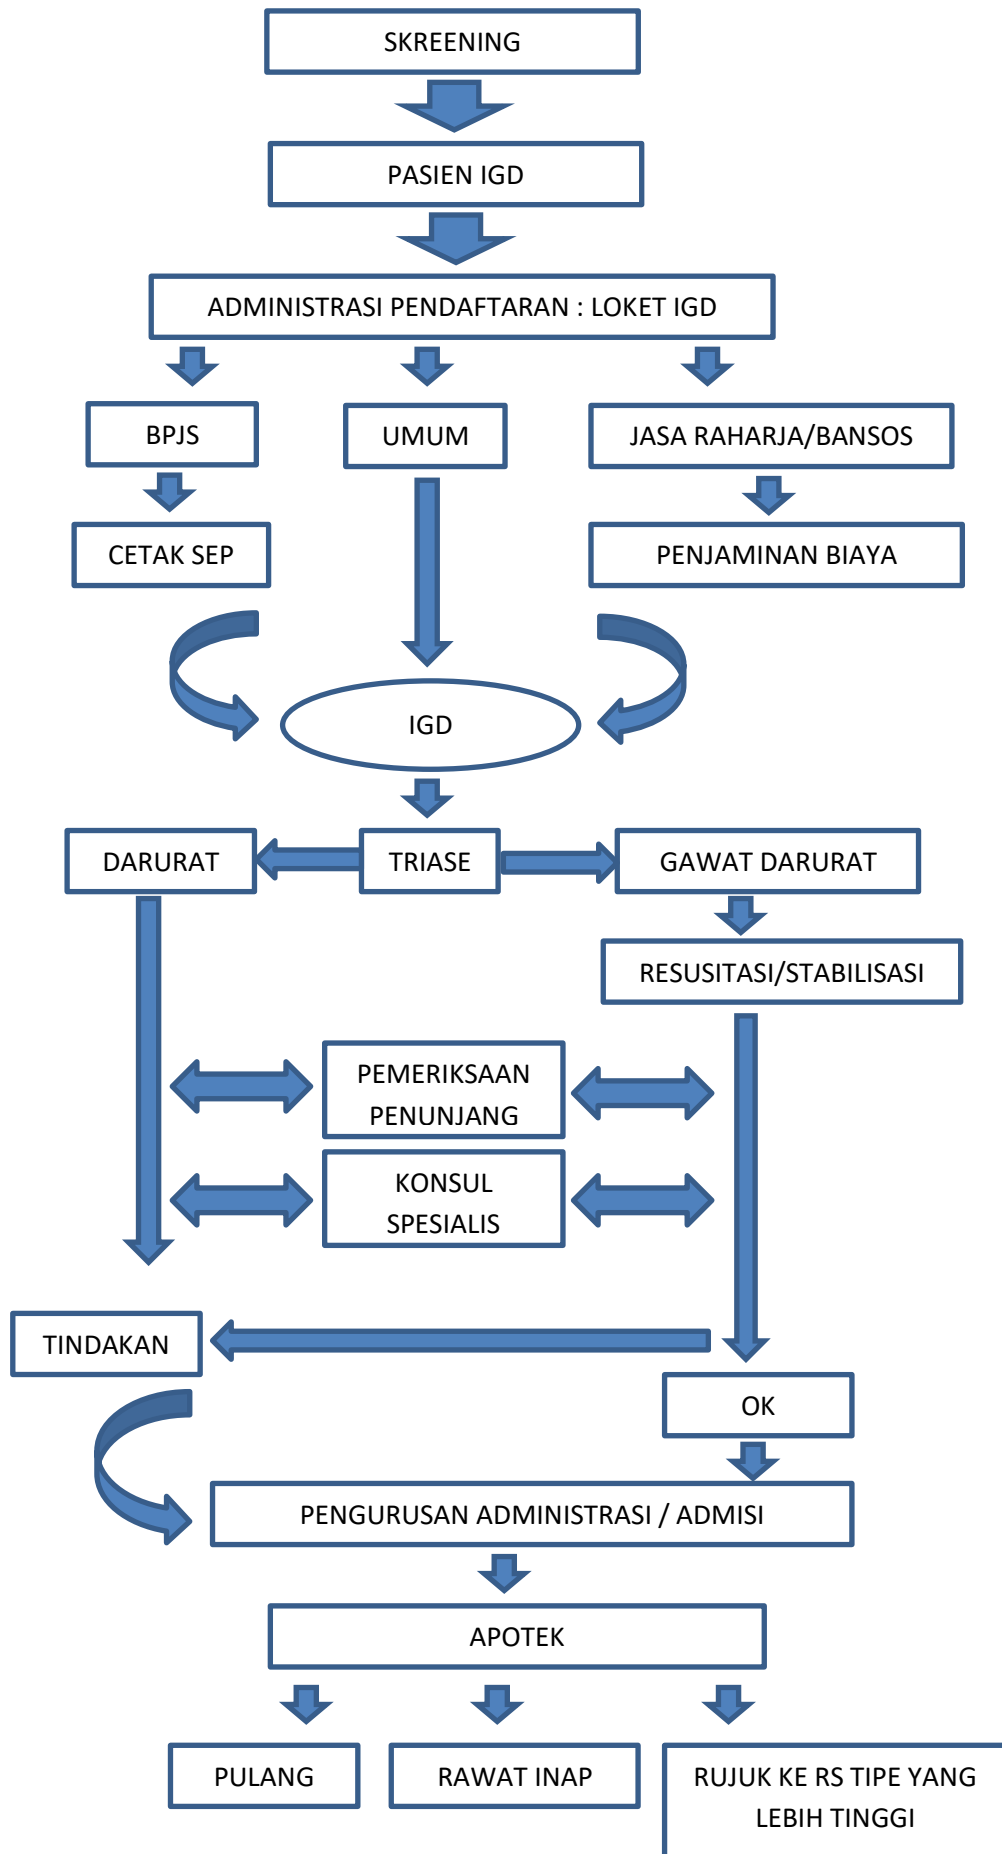 SKREENING
PASIEN IGD
ADMINISTRASI PENDAFTARAN : LOKET IGD
BPJS
UMUM
JASA RAHARJA/BANSOS
CETAK SEP
PENJAMINAN BIAYA
IGD
DARURAT
TRIASE
GAWAT DARURAT
RESUSITASI/STABILISASI
PEMERIKSAAN
PENUNJANG
KONSUL
SPESIALIS
TINDAKAN
OK
PENGURUSAN ADMINISTRASI / ADMISI
APOTEK
PULANG
RAWAT INAP
RUJUK KE RS TIPE YANG
LEBIH TINGGI